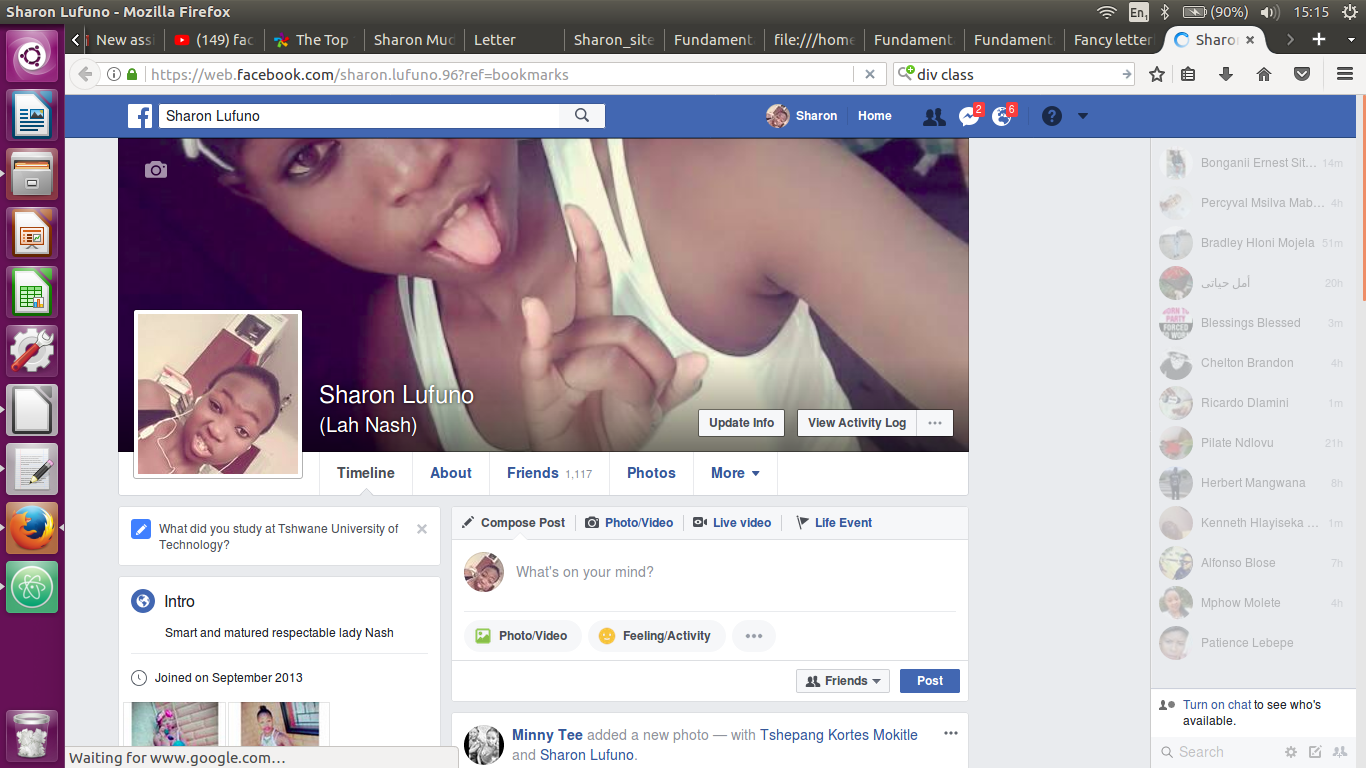 Sharon Lufuno - Mozilla Firefox
En1
(90%)
15:15
New assi
(149) fac
The Top
Sharon Mud
Letter
Sharon_site
Fundament
file:///home
Fundament
Fundament
Fancy letter
Sharo
https://web.facebook.com/sharon.lufuno.96?ref=bookmarks
div class
Sharon Lufuno
Sharon
Home
2
6
Sharon Lufuno
(Lah Nash)
Update Info
View Activity Log
Timeline
About
Friends 1,117
Photos
More
What did you study at Tshwane University of
Technology?
Intro
Smart and matured respectable lady Nash
Joined on September 2013
Compose Post
Photo/Video
Live video
Life Event
What's on your mind?
Photo/Video
Feeling/Activity
Friends
Post
Minny Tee added a new photo — with Tshepang Kortes Mokitle
and Sharon Lufuno.
Bonganii Ernest Sit... 14m
Percyval Msilva Mab... 4h
Bradley Hloni Mojela 51m
أمل حياتى 20h
BORN TO
PARTY
FORCED
Blessings Blessed 3m
Chelton Brandon 4h
Ricardo Dlamini 1m
Pilate Ndlovu 21h
Herbert Mangwana 8h
Kenneth Hlayiseka ... 1m
Alfonso Blose 7h
Mphow Molete 4h
Patience Lebepe
Turn on chat to see who's
available.
Search
Waiting for www.google.com…